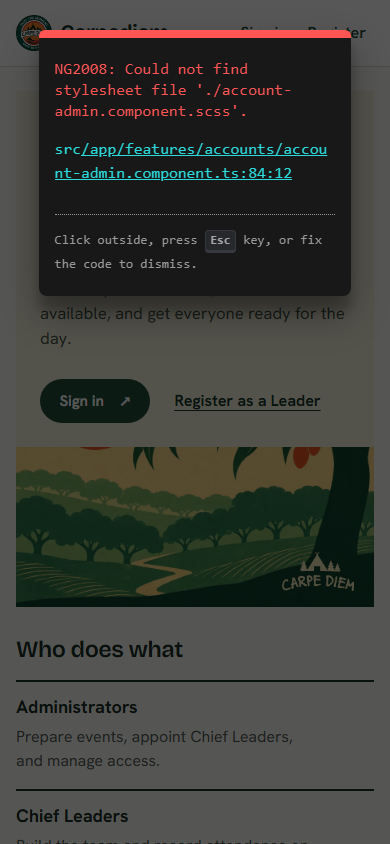 Register
NG2008: Could not find
stylesheet file './account-
admin.component.scss'.
src/app/features/accounts/accou
nt-admin.component.ts:84:12
Click outside, press Esc key, or fix
the code to dismiss.
available, and get everyone ready for the
day.
Sign in ↗
Register as a Leader
CARPE DIEM
Who does what
Administrators
Prepare events, appoint Chief Leaders,
and manage access.
Chief Leaders